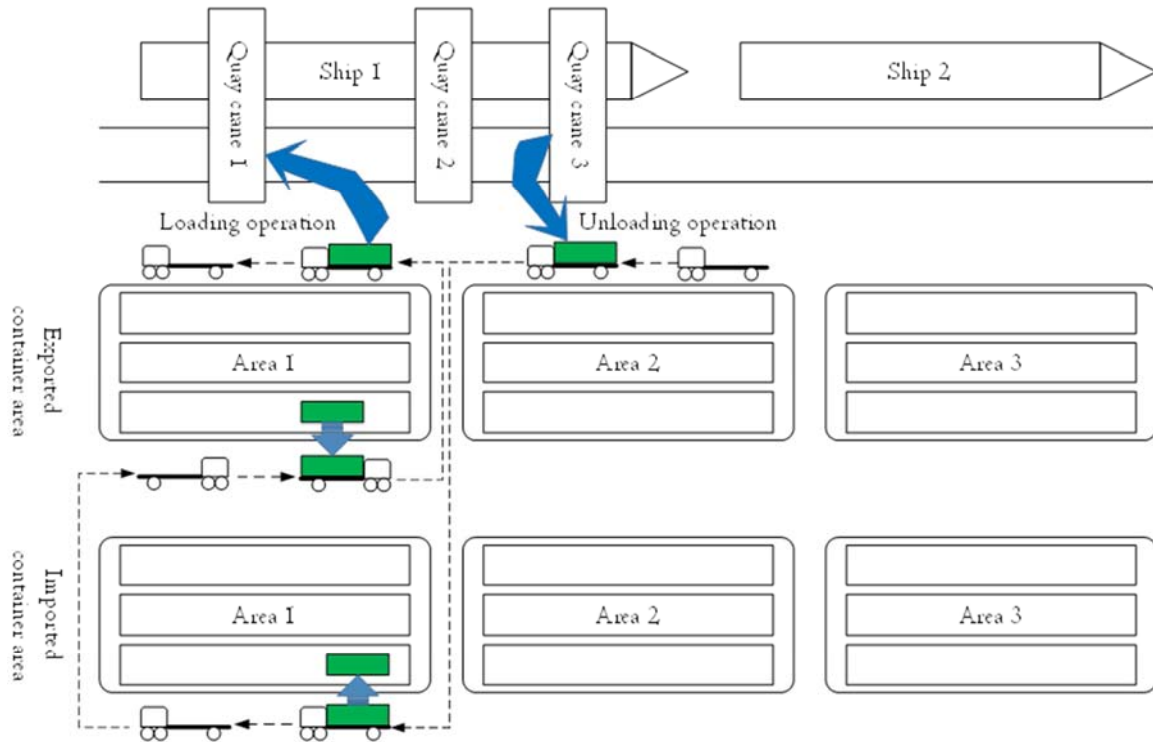 Ship 1
Ship 2
Quay crane 1
Quay crane 2
Quay crane 3
Loading operation
Unloading operation
Exported
container area
Area 1
Area 2
Area 3
Imported
container area
Area 1
Area 2
Area 3